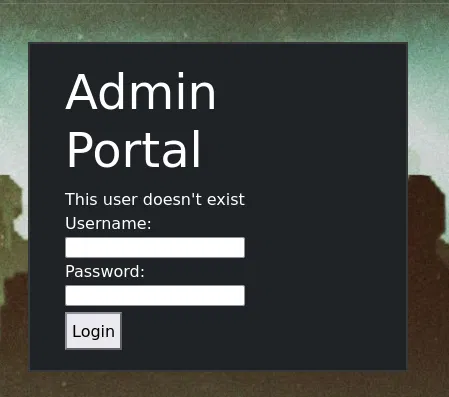 Admin
Portal
This user doesn't exist
Username:
Password:
Login